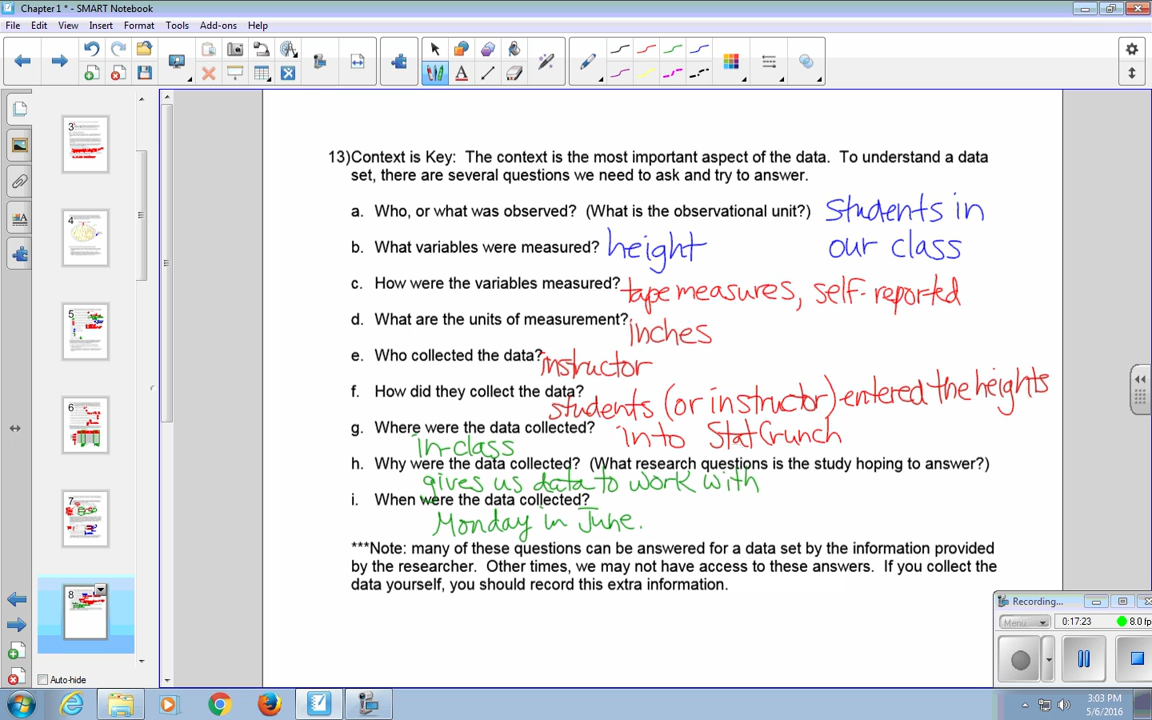 Chapter 1 * - SMART Notebook
File Edit View Insert Format Tools Add-ons Help
3
4
5
6
7
8
Auto-hide
13)Context is Key: The context is the most important aspect of the data. To understand a data
set, there are several questions we need to ask and try to answer.
a. Who, or what was observed? (What is the observational unit?) Students in
our class
b. What variables were measured? height
c. How were the variables measured? tape measures, self-reported
d. What are the units of measurement? inches
e. Who collected the data? instructor
f. How did they collect the data?
students (or instructor) entered the heights
into StatCrunch
g. Where were the data collected?
in-class
h. Why were the data collected? (What research questions is the study hoping to answer?)
gives us data to work with
i. When were the data collected?
Monday in June.
***Note: many of these questions can be answered for a data set by the information provided
by the researcher. Other times, we may not have access to these answers. If you collect the
data yourself, you should record this extra information.
Recording...
Menu 0:17:23 8.0 fp
3:03 PM
5/6/2016